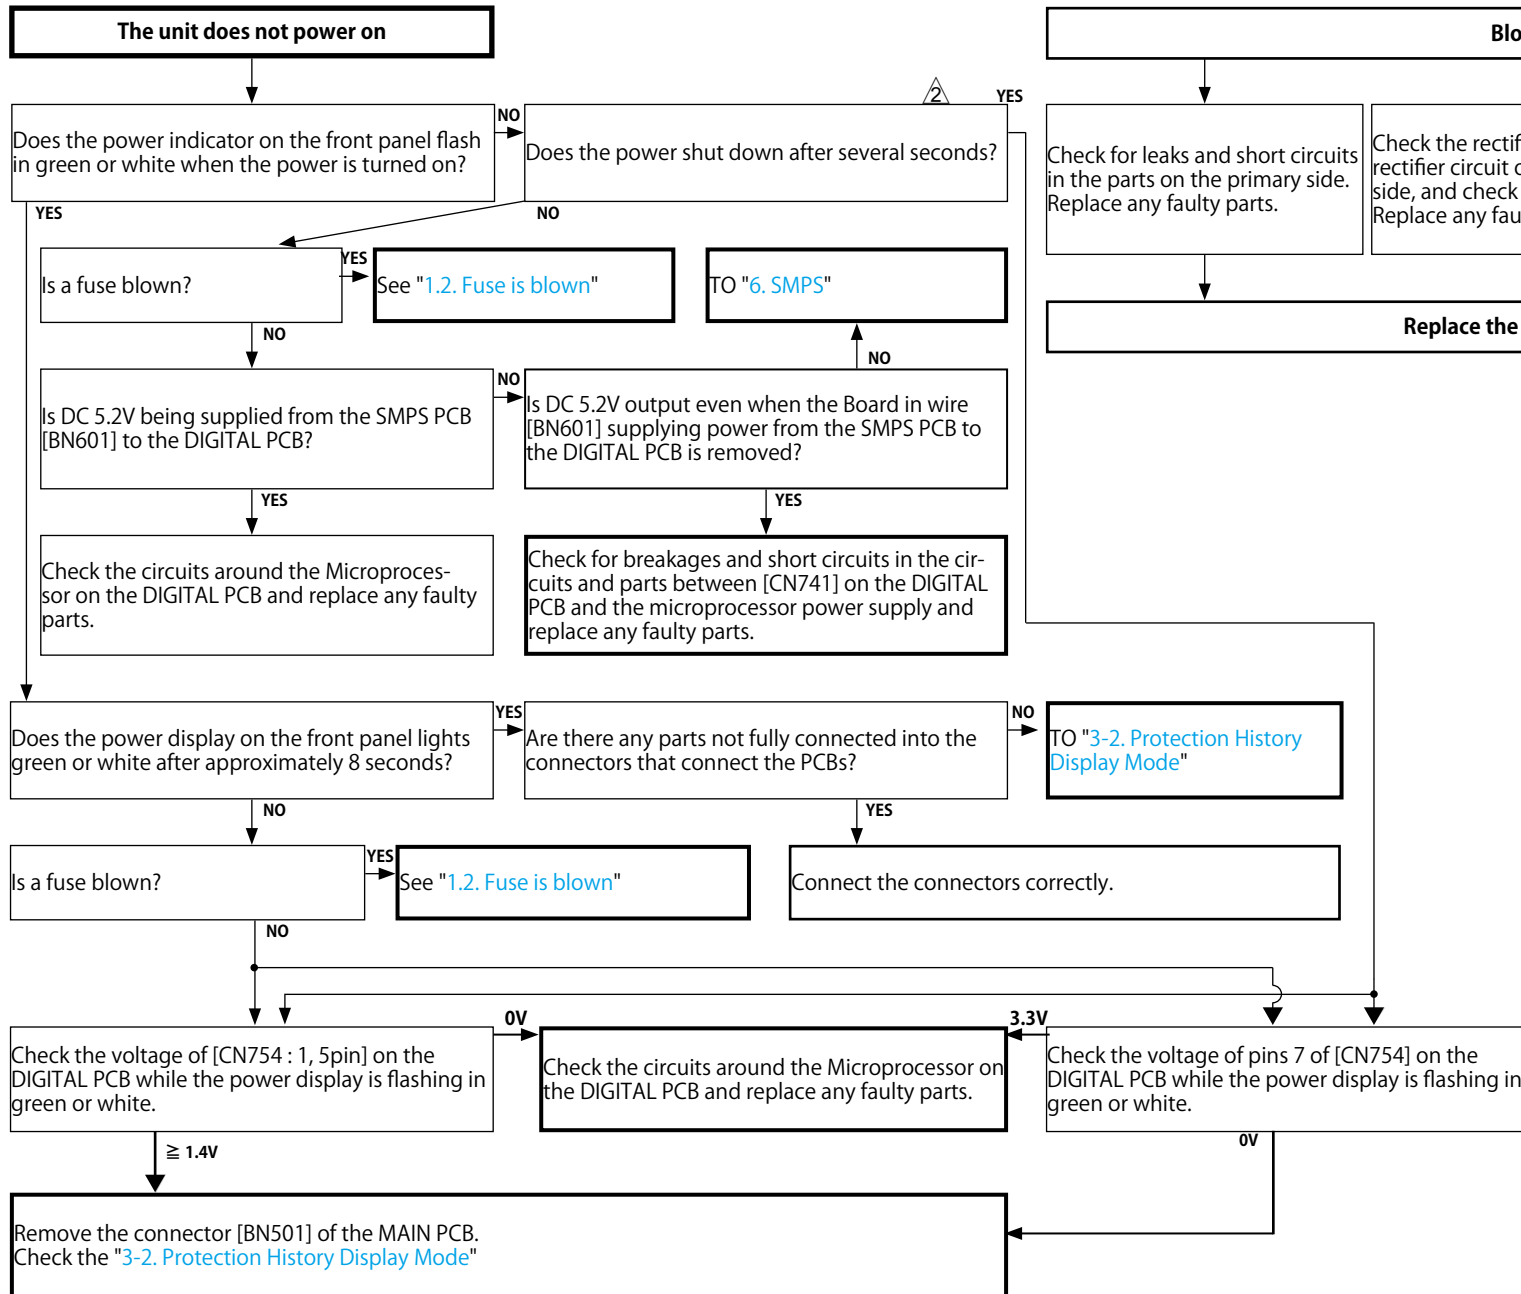 The unit does not power on
Does the power indicator on the front panel flash
in green or white when the power is turned on?
NO
YES
2
YES
Does the power shut down after several seconds?
NO
Is a fuse blown?
YES
NO
See "1.2. Fuse is blown"
TO "6. SMPS"
NO
Is DC 5.2V being supplied from the SMPS PCB
[BN601] to the DIGITAL PCB?
NO
YES
Is DC 5.2V output even when the Board in wire
[BN601] supplying power from the SMPS PCB to
the DIGITAL PCB is removed?
YES
Check the circuits around the Microproces-
sor on the DIGITAL PCB and replace any faulty
parts.
Check for breakages and short circuits in the cir-
cuits and parts between [CN741] on the DIGITAL
PCB and the microprocessor power supply and
replace any faulty parts.
Does the power display on the front panel lights
green or white after approximately 8 seconds?
YES
NO
Are there any parts not fully connected into the
connectors that connect the PCBs?
NO
YES
TO "3-2. Protection History
Display Mode"
Is a fuse blown?
YES
NO
See "1.2. Fuse is blown"
Connect the connectors correctly.
Check the voltage of [CN754 : 1, 5pin] on the
DIGITAL PCB while the power display is flashing in
green or white.
0V
≧ 1.4V
Check the circuits around the Microprocessor on
the DIGITAL PCB and replace any faulty parts.
3.3V
Check the voltage of pins 7 of [CN754] on the
DIGITAL PCB while the power display is flashing in
green or white.
0V
Remove the connector [BN501] of the MAIN PCB.
Check the "3-2. Protection History Display Mode"
Blo
Check for leaks and short circuits
in the parts on the primary side.
Replace any faulty parts.
Check the rectif
rectifier circuit
side, and check
Replace any fau
Replace the